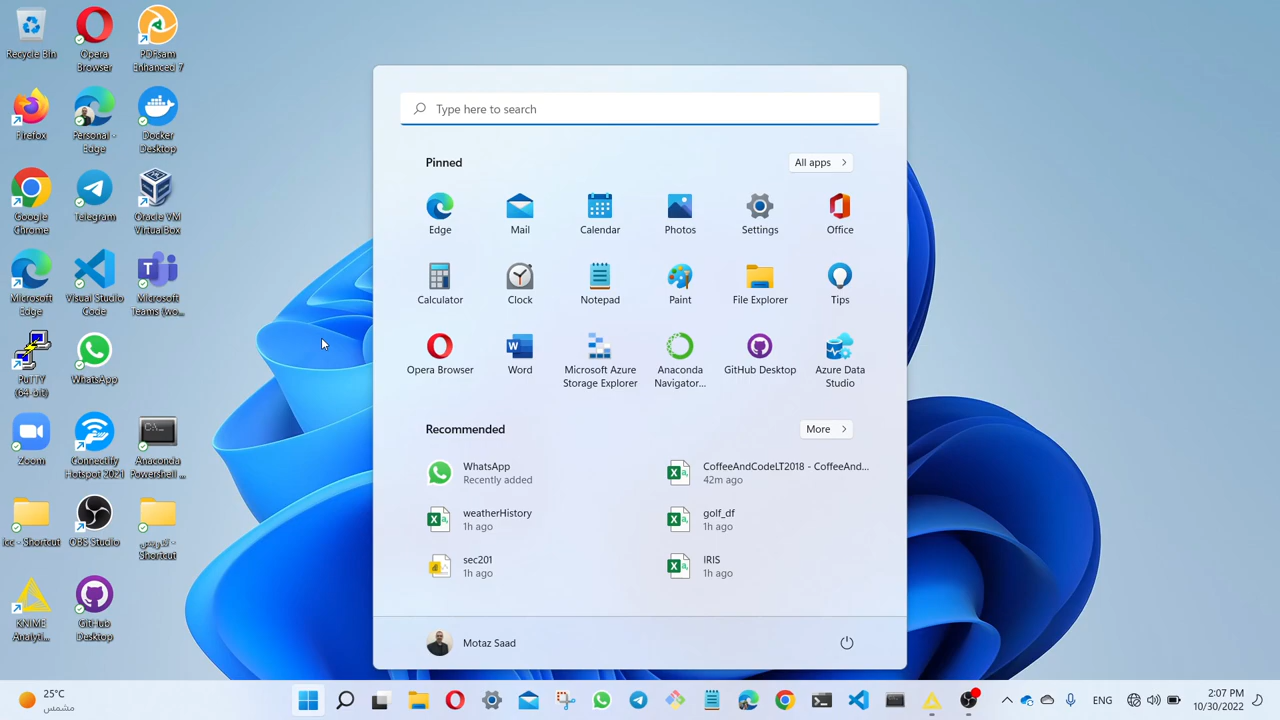 Recycle Bin
Opera
Browser
PDFsam
Enhanced 7
Firefox
Personal -
Edge
Docker
Desktop
Google
Chrome
Telegram
Oracle VM
VirtualBox
Microsoft
Edge
Visual Studio
Code
Microsoft
Teams (wo...
PuTTY
(64-bit)
WhatsApp
Zoom
Connectify
Hotspot 2021
Anaconda
Powershell ...
icc - Shortcut
OBS Studio
تدريس -
Shortcut
KNIME
Analyti...
GitHub
Desktop
Type here to search
Pinned
All apps
Edge
Mail
Calendar
Photos
Settings
Office
Calculator
Clock
Notepad
Paint
File Explorer
Tips
Opera Browser
Word
Microsoft Azure
Storage Explorer
Anaconda
Navigator...
GitHub Desktop
Azure Data
Studio
Recommended
More
WhatsApp
Recently added
CoffeeAndCodeLT2018 - CoffeeAnd...
42m ago
weatherHistory
1h ago
golf_df
1h ago
sec201
1h ago
IRIS
1h ago
Motaz Saad
25°C
مشمس
ENG
2:07 PM
10/30/2022